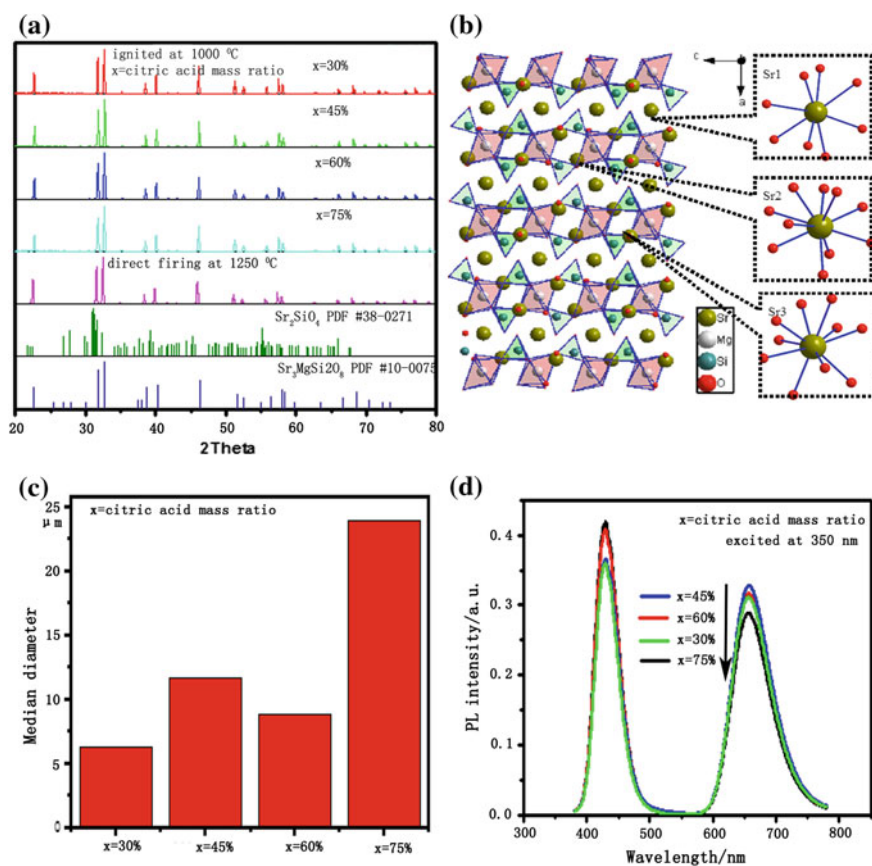 (a)
ignited at 1000 ⁰C
x=citric acid mass ratio
x=30%
x=45%
x=60%
x=75%
direct firing at 1250 ⁰C
Sr₂SiO₄ PDF #38-0271
Sr₃MgSi2O₈ PDF #10-0075
20 30 40 50 60 70 80
2Theta
(b)
c
a
Sr1
Sr2
Sr3
Sr
Mg
Si
O
(c)
x=citric acid mass ratio
25
μm
20
15
10
5
0
Median diameter
x=30% x=45% x=60% x=75%
(d)
x=citric acid mass ratio
excited at 350 nm
x=45%
x=60%
x=30%
x=75%
0.4
0.3
0.2
0.1
0.0
PL intensity/a.u.
300 400 500 600 700 800
Wavelength/nm